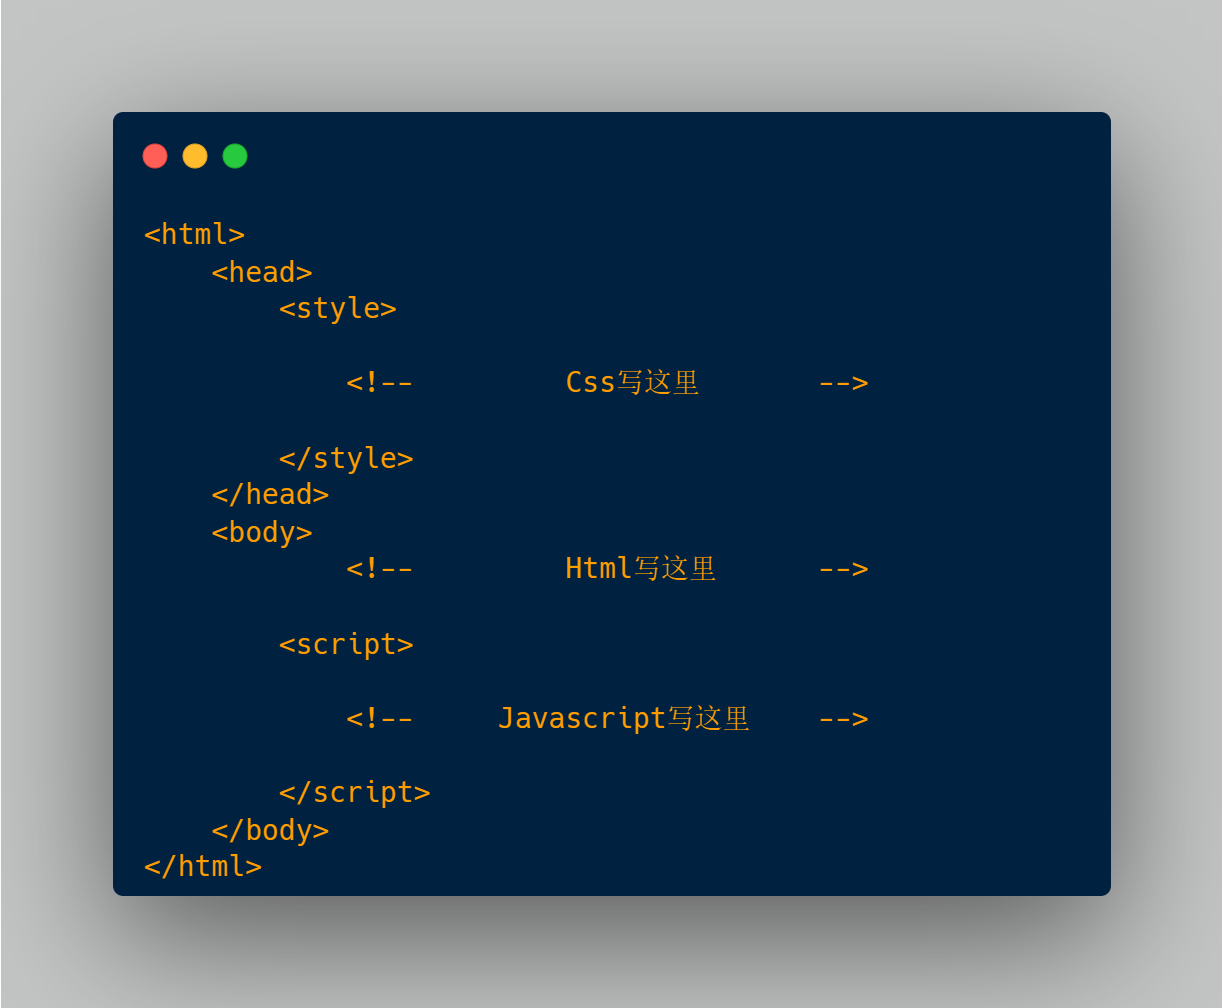 <html>
<head>
<style>
<!-- Css写这里 -->
</style>
</head>
<body>
<!-- Html写这里 -->
<script>
<!-- Javascript写这里 -->
</script>
</body>
</html>